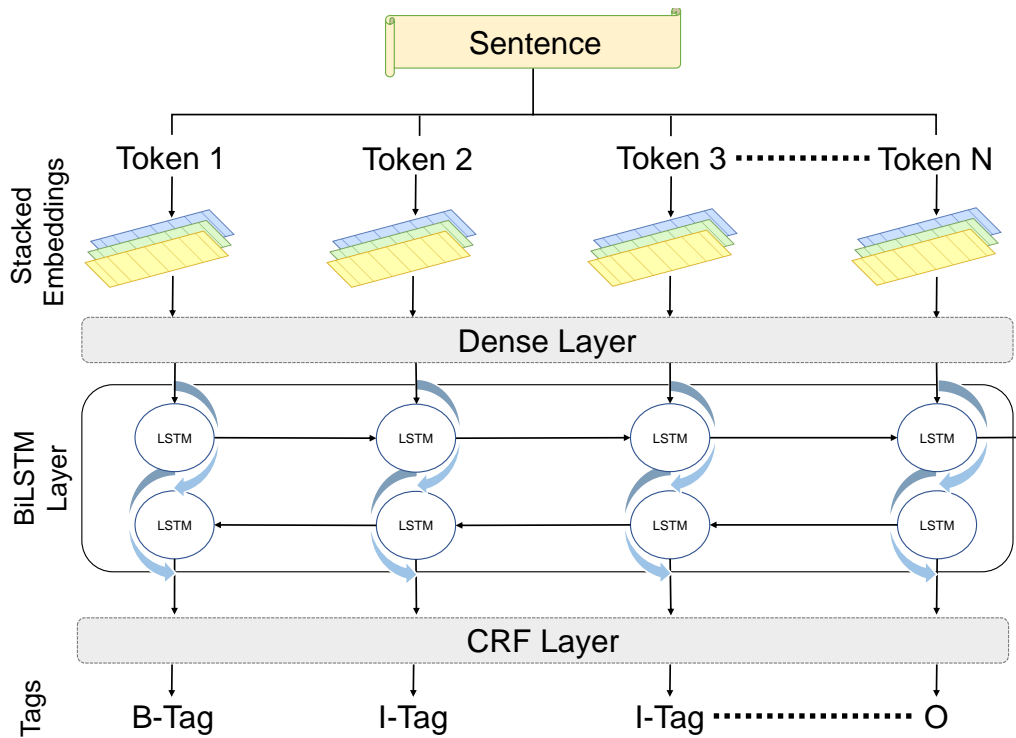 Sentence
Token 1 Token 2 Token 3 Token N
Stacked
Embeddings
Dense Layer
BiLSTM
Layer
LSTM LSTM LSTM LSTM
LSTM LSTM LSTM LSTM
CRF Layer
Tags
B-Tag I-Tag I-Tag O